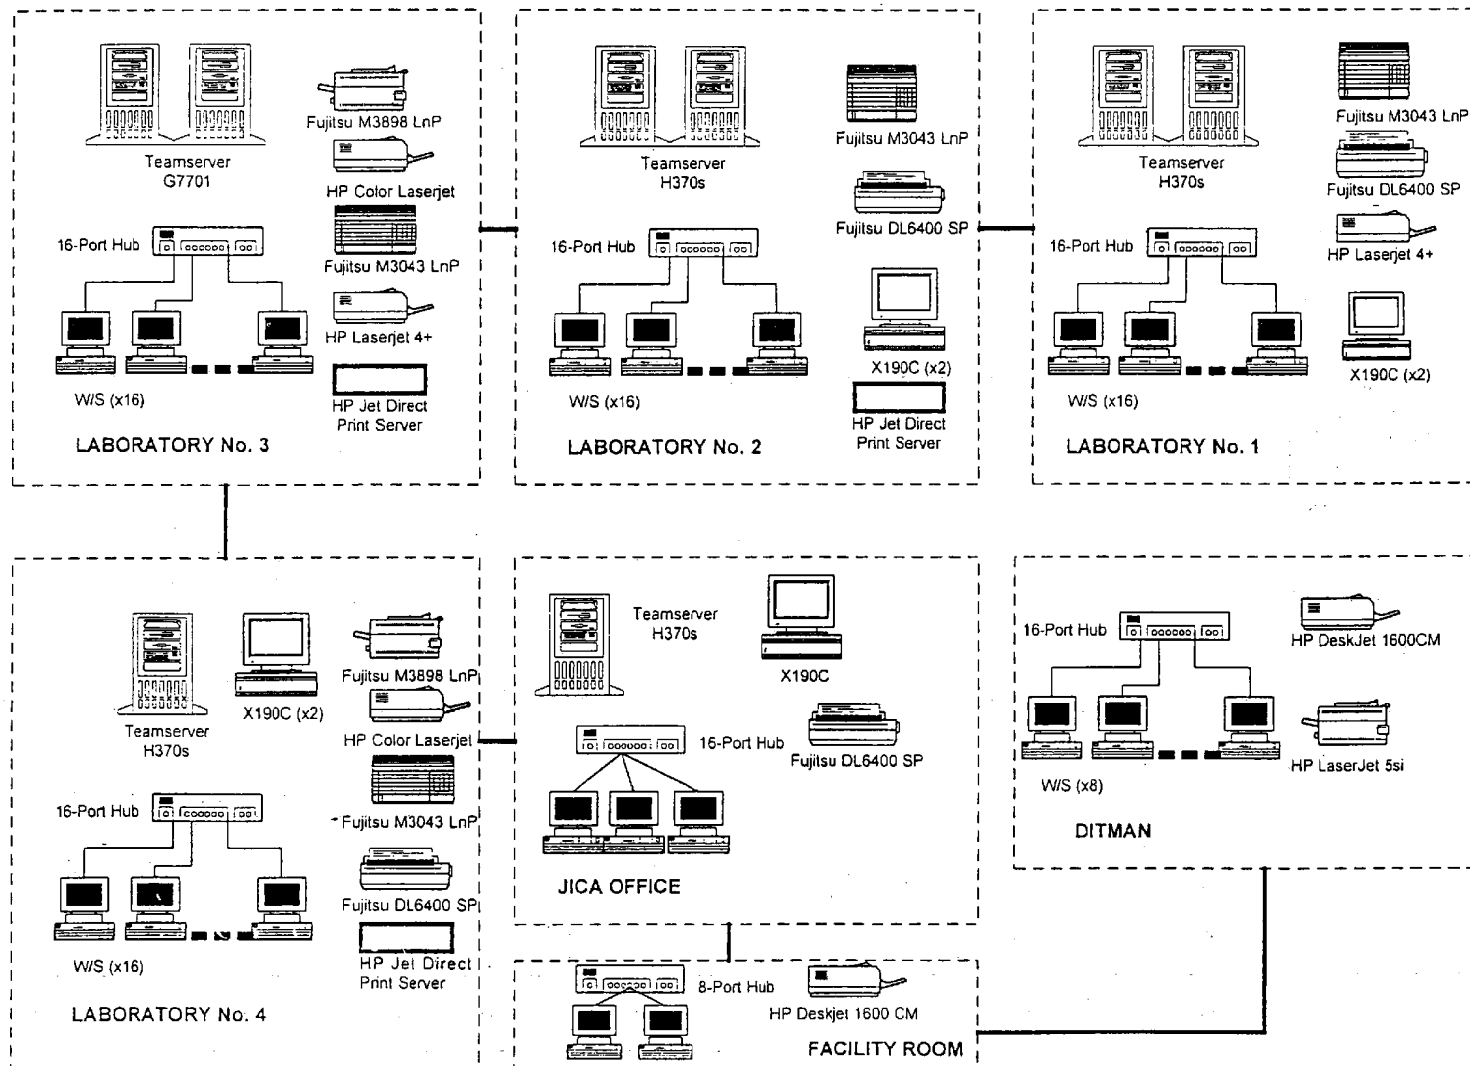 Fujitsu M3898 LnP
Teamserver
G7701
HP Color Laserjet
16-Port Hub
Fujitsu M3043 LnP
HP Laserjet 4+
W/S (x16)
HP Jet Direct
Print Server
LABORATORY No. 3
Fujitsu M3043 LnP
Teamserver
H370s
Fujitsu DL6400 SP
16-Port Hub
X190C (x2)
W/S (x16)
HP Jet Direct
Print Server
LABORATORY No. 2
Fujitsu M3043 LnP
Teamserver
H370s
Fujitsu DL6400 SP
16-Port Hub
HP Laserjet 4+
X190C (x2)
W/S (x16)
LABORATORY No. 1
Fujitsu M3898 LnP
X190C (x2)
Teamserver
H370s
HP Color Laserjet
16-Port Hub
Fujitsu M3043 LnP
Fujitsu DL6400 SP
W/S (x16)
HP Jet Direct
Print Server
LABORATORY No. 4
Teamserver
H370s
X190C
16-Port Hub
Fujitsu DL6400 SP
JICA OFFICE
16-Port Hub
HP DeskJet 1600CM
HP LaserJet 5si
W/S (x8)
DITMAN
8-Port Hub
HP Deskjet 1600 CM
FACILITY ROOM